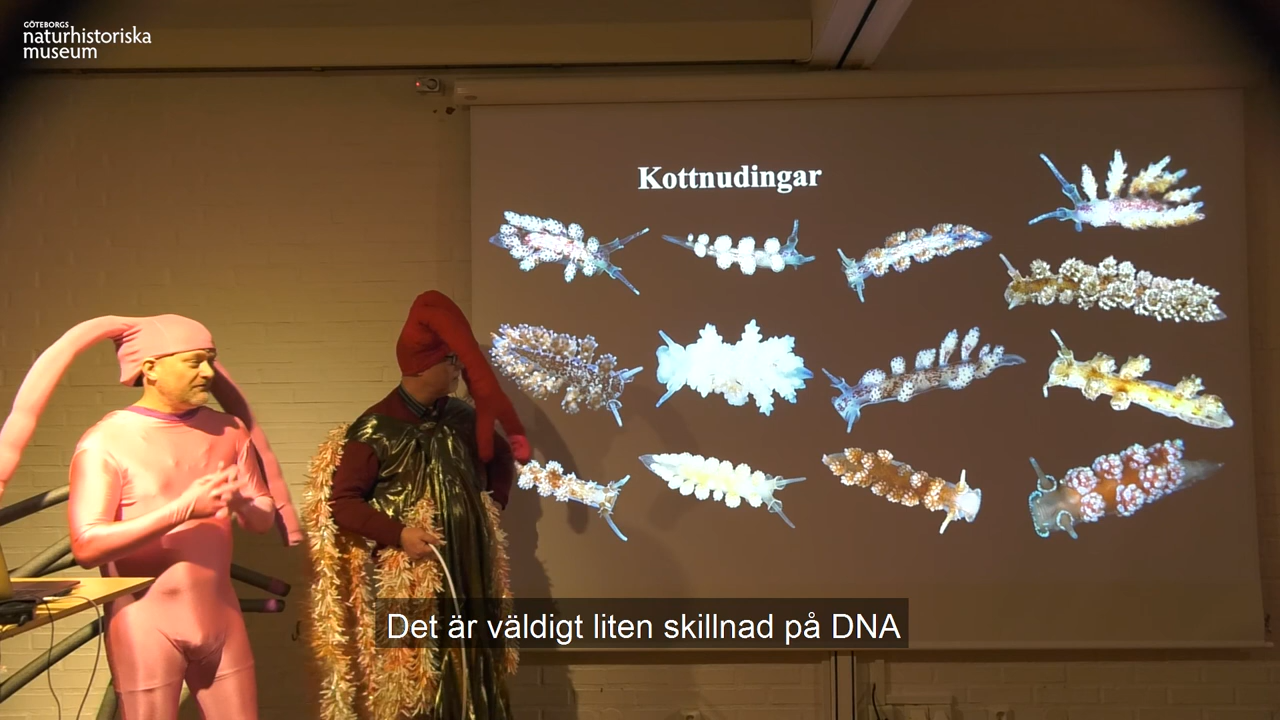 GÖTEBORGS
naturhistoriska
museum
Kottnudingar
Det är väldigt liten skillnad på DNA